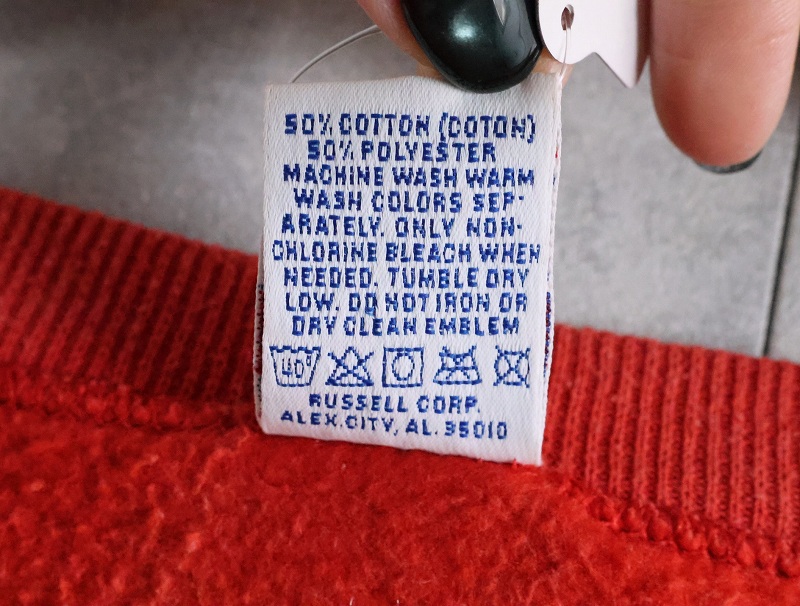 50% COTTON (COTON)
50% POLYESTER
MACHINE WASH WARM
WASH COLORS SEP-
ARATELY. ONLY NON-
CHLORINE BLEACH WHEN
NEEDED. TUMBLE DRY
LOW. DO NOT IRON OR
DRY CLEAN EMBLEM
40°
RUSSELL CORP.
ALEX.CITY, AL. 35010